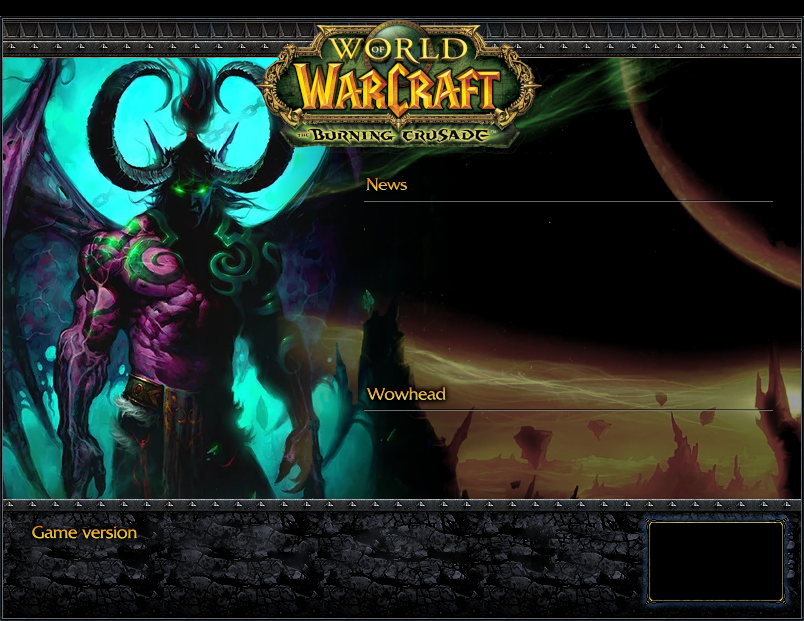 WORLD
OF
WARCRAFT
THE BURNING CRUSADE
News
Wowhead
Game version